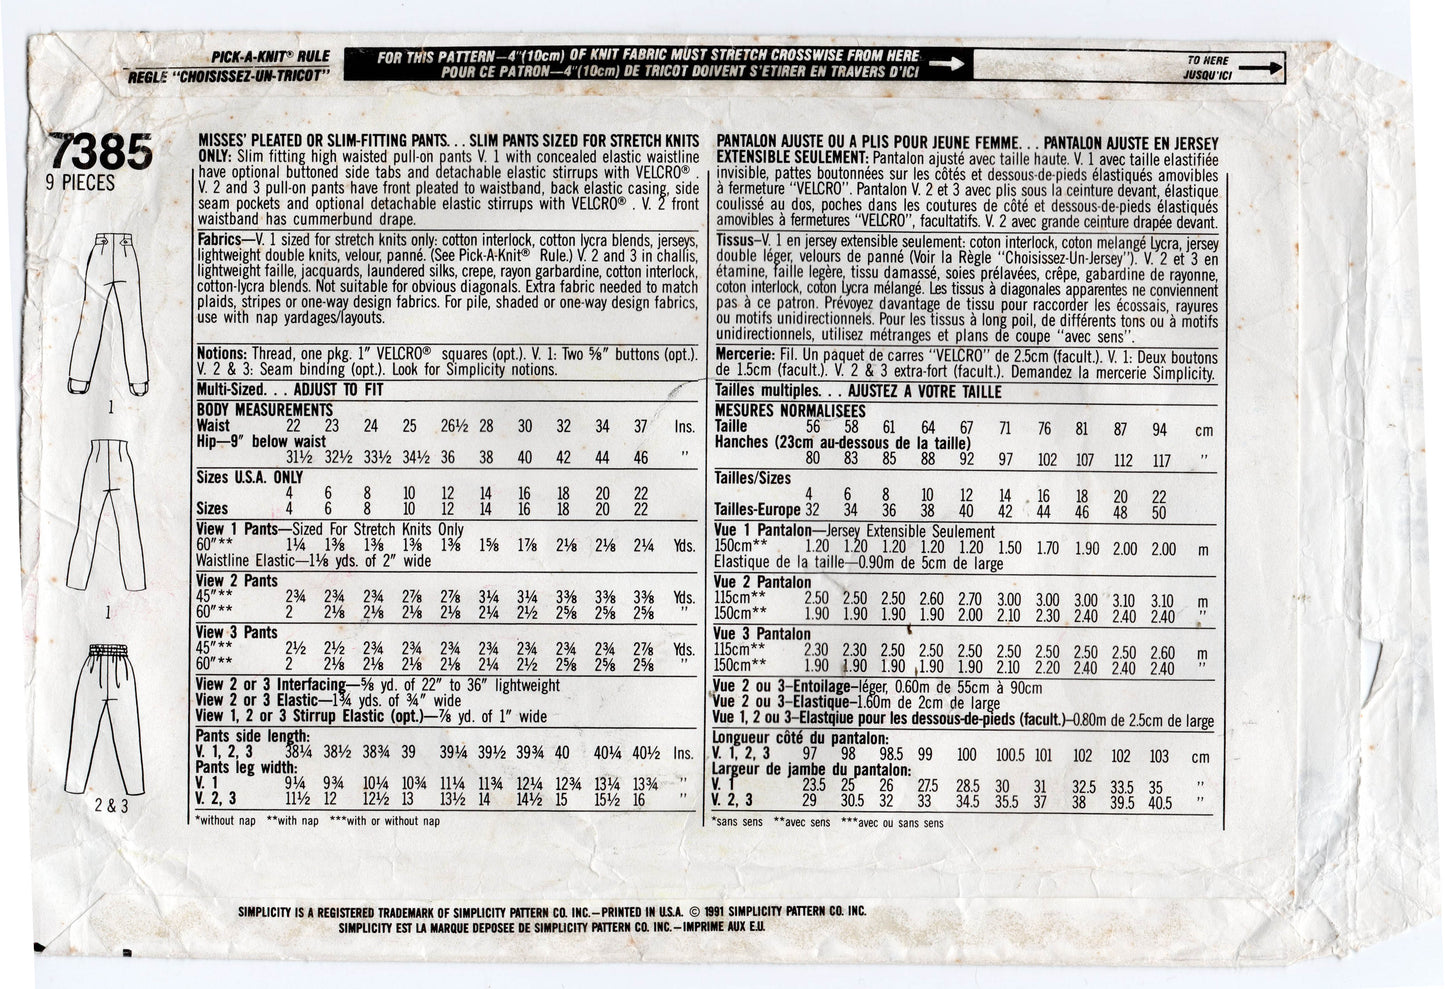 PICK-A-KNIT® RULE
REGLE "CHOISISSEZ-UN-TRICOT"
FOR THIS PATTERN—4"(10cm) OF KNIT FABRIC MUST STRETCH CROSSWISE FROM HERE
POUR CE PATRON—4"(10cm) DE TRICOT DOIVENT S'ETIRER EN TRAVERS D'ICI
TO HERE
JUSQU'ICI
7385
9 PIECES
1
1
2 & 3
MISSES' PLEATED OR SLIM-FITTING PANTS. . . SLIM PANTS SIZED FOR STRETCH KNITS
ONLY: Slim fitting high waisted pull-on pants V. 1 with concealed elastic waistline
have optional buttoned side tabs and detachable elastic stirrups with VELCRO® .
V. 2 and 3 pull-on pants have front pleated to waistband, back elastic casing, side
seam pockets and optional detachable elastic stirrups with VELCRO® . V. 2 front
waistband has cummerbund drape.
Fabrics—V. 1 sized for stretch knits only: cotton interlock, cotton lycra blends, jerseys,
lightweight double knits, velour, panné. (See Pick-A-Knit® Rule.) V. 2 and 3 in challis,
lightweight faille, jacquards, laundered silks, crepe, rayon garbardine, cotton interlock,
cotton-lycra blends. Not suitable for obvious diagonals. Extra fabric needed to match
plaids, stripes or one-way design fabrics. For pile, shaded or one-way design fabrics,
use with nap yardages/layouts.
Notions: Thread, one pkg. 1" VELCRO® squares (opt.). V. 1: Two ⅝" buttons (opt.).
V. 2 & 3: Seam binding (opt.). Look for Simplicity notions.
Multi-Sized. . . ADJUST TO FIT
BODY MEASUREMENTS
Waist 22 23 24 25 26½ 28 30 32 34 37 Ins.
Hip—9" below waist
31½ 32½ 33½ 34½ 36 38 40 42 44 46 "
Sizes U.S.A. ONLY
4 6 8 10 12 14 16 18 20 22
Sizes 4 6 8 10 12 14 16 18 20 22
View 1 Pants—Sized For Stretch Knits Only
60"** 1¼ 1⅜ 1⅜ 1⅜ 1⅜ 1⅝ 1⅞ 2⅛ 2⅛ 2¼ Yds.
Waistline Elastic—1⅛ yds. of 2" wide
View 2 Pants
45"** 2¾ 2¾ 2¾ 2⅞ 2⅞ 3¼ 3¼ 3⅜ 3⅜ 3⅜ Yds.
60"** 2 2⅛ 2⅛ 2⅛ 2⅛ 2¼ 2½ 2⅝ 2⅝ 2⅝ "
View 3 Pants
45"** 2½ 2½ 2¾ 2¾ 2¾ 2¾ 2¾ 2¾ 2¾ 2⅞ Yds.
60"** 2 2⅛ 2⅛ 2⅛ 2⅛ 2¼ 2½ 2⅝ 2⅝ 2⅝ "
View 2 or 3 Interfacing—⅝ yd. of 22" to 36" lightweight
View 2 or 3 Elastic—1¾ yds. of ¾" wide
View 1, 2 or 3 Stirrup Elastic (opt.)—⅞ yd. of 1" wide
Pants side length:
V. 1, 2, 3 38¼ 38½ 38¾ 39 39¼ 39½ 39¾ 40 40¼ 40½ Ins.
Pants leg width:
V. 1 9¼ 9¾ 10¼ 10¾ 11¼ 11¾ 12¼ 12¾ 13¼ 13¾ "
V. 2, 3 11½ 12 12½ 13 13½ 14 14½ 15 15½ 16 "
*without nap **with nap ***with or without nap
PANTALON AJUSTE OU A PLIS POUR JEUNE FEMME. . . PANTALON AJUSTE EN JERSEY
EXTENSIBLE SEULEMENT: Pantalon ajusté avec taille haute. V. 1 avec taille elastifiée
invisible, pattes boutonnées sur les côtés et dessous-de-pieds élastiqués amovibles
à fermeture "VELCRO". Pantalon V. 2 et 3 avec plis sous la ceinture devant, élastique
coulissé au dos, poches dans les coutures de côté et dessous-de-pieds élastiqués
amovibles à fermetures "VELCRO", facultatifs. V. 2 avec grande ceinture drapée devant.
Tissus—V. 1 en jersey extensible seulement: coton interlock, coton melangé Lycra, jersey
double léger, velours de panné (Voir la Règle "Choisissez-Un-Jersey"). V. 2 et 3 en
étamine, faille legère, tissu damassé, soies prélavées, crêpe, gabardine de rayonne,
coton interlock, coton Lycra mélangé. Les tissus à diagonales apparentes ne conviennent
pas à ce patron. Prévoyez davantage de tissu pour raccorder les écossais, rayures
ou motifs unidirectionnels. Pour les tissus à long poil, de différents tons ou à motifs
unidirectionnels, utilisez métranges et plans de coupe "avec sens".
Mercerie: Fil. Un paquet de carres "VELCRO" de 2.5cm (facult.). V. 1: Deux boutons
de 1.5cm (facult.). V. 2 & 3 extra-fort (facult.). Demandez la mercerie Simplicity.
Tailles multiples. . . AJUSTEZ A VOTRE TAILLE
MESURES NORMALISEES
Taille 56 58 61 64 67 71 76 81 87 94 cm
Hanches (23cm au-dessous de la taille)
80 83 85 88 92 97 102 107 112 117 "
Tailles/Sizes
4 6 8 10 12 14 16 18 20 22
Tailles-Europe 32 34 36 38 40 42 44 46 48 50
Vue 1 Pantalon—Jersey Extensible Seulement
150cm** 1.20 1.20 1.20 1.20 1.20 1.50 1.70 1.90 2.00 2.00 m
Elastique de la taille—0.90m de 5cm de large
Vue 2 Pantalon
115cm** 2.50 2.50 2.50 2.60 2.70 3.00 3.00 3.00 3.10 3.10 m
150cm** 1.90 1.90 1.90 1.90 2.00 2.10 2.30 2.40 2.40 2.40 "
Vue 3 Pantalon
115cm** 2.30 2.30 2.50 2.50 2.50 2.50 2.50 2.50 2.50 2.60 m
150cm** 1.90 1.90 1.90 1.90 1.90 2.10 2.20 2.40 2.40 2.40 "
Vue 2 ou 3—Entoilage—léger, 0.60m de 55cm à 90cm
Vue 2 ou 3—Elastique—1.60m de 2cm de large
Vue 1, 2 ou 3—Elastqiue pour les dessous-de-pieds (facult.)—0.80m de 2.5cm de large
Longueur côté du pantalon:
V. 1, 2, 3 97 98 98.5 99 100 100.5 101 102 102 103 cm
Largeur de jambe du pantalon:
V. 1 23.5 25 26 27.5 28.5 30 31 32.5 33.5 35 "
V. 2, 3 29 30.5 32 33 34.5 35.5 37 38 39.5 40.5 "
*sans sens **avec sens ***avec ou sans sens
SIMPLICITY IS A REGISTERED TRADEMARK OF SIMPLICITY PATTERN CO. INC.—PRINTED IN U.S.A. © 1991 SIMPLICITY PATTERN CO. INC.
SIMPLICITY EST LA MARQUE DEPOSEE DE SIMPLICITY PATTERN CO. INC.—IMPRIME AUX E.U.